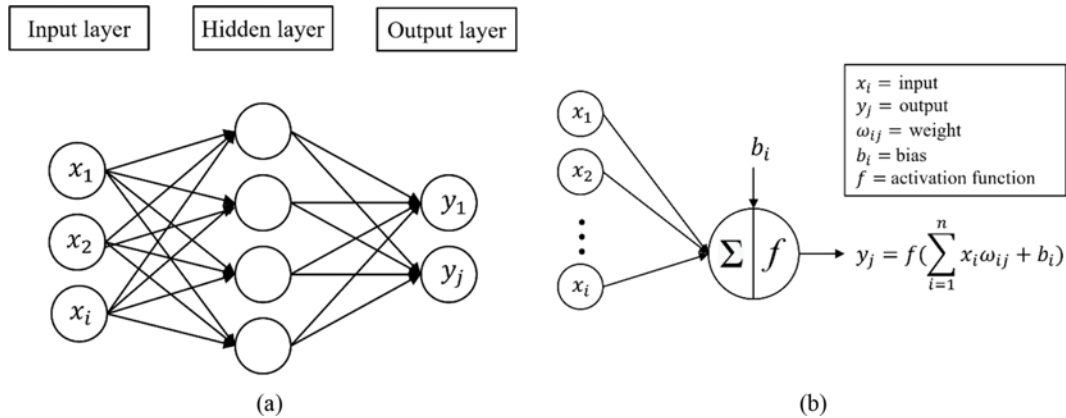 Input layer
Hidden layer
Output layer
x₁
x₂
xᵢ
y₁
yⱼ
(a)
x₁
x₂
xᵢ
bᵢ
Σ f
xᵢ = input
yⱼ = output
ωᵢⱼ = weight
bᵢ = bias
f = activation function
yⱼ = f(∑ⁿᵢ₌₁ xᵢωᵢⱼ + bᵢ)
(b)